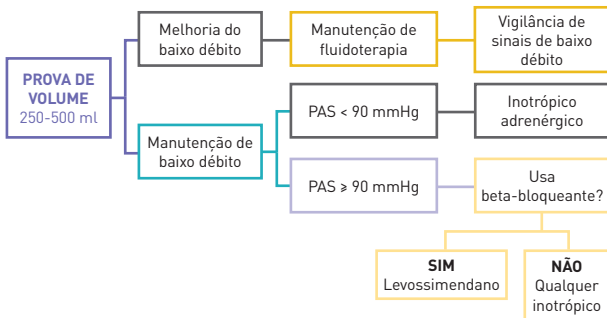 PROVA DE
VOLUME
250-500 ml
Melhoria do
baixo débito
Manutenção de
fluidoterapia
Vigilância de
sinais de baixo
débito
Manutenção de
baixo débito
PAS < 90 mmHg
Inotrópico
adrenérgico
PAS ≥ 90 mmHg
Usa
beta-bloqueante?
SIM
Levossimendano
NÃO
Qualquer
inotrópico